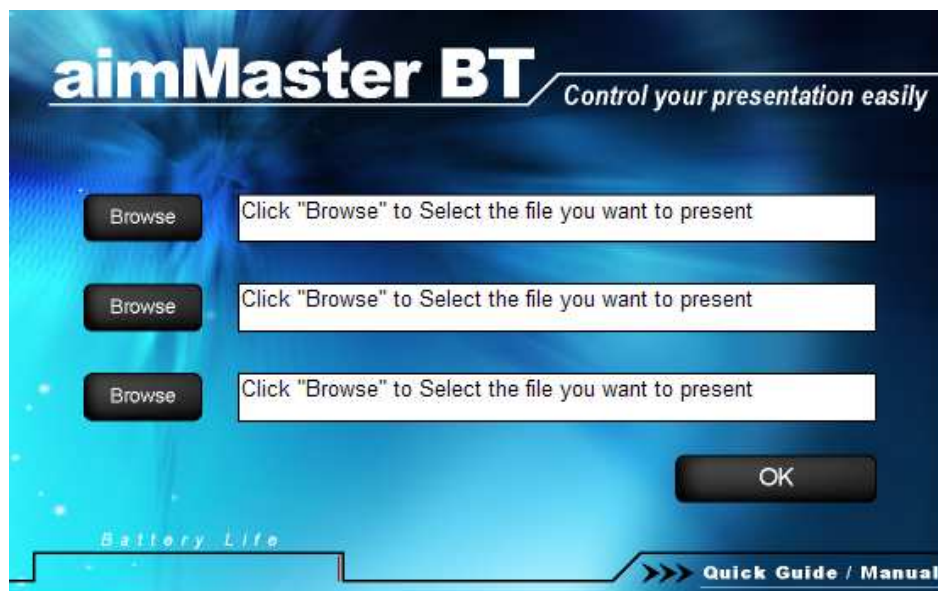 aimMaster BT
Control your presentation easily
Browse
Click "Browse" to Select the file you want to present
Browse
Click "Browse" to Select the file you want to present
Browse
Click "Browse" to Select the file you want to present
OK
Battery Life
>>> Quick Guide / Manual